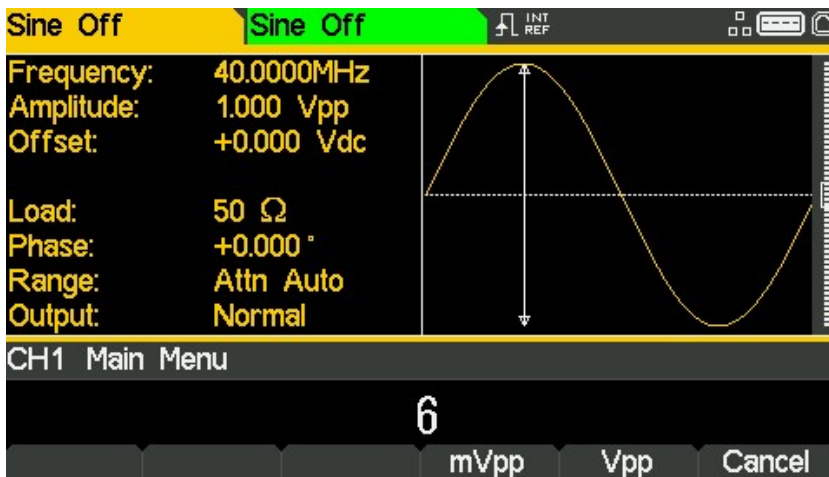 Sine Off Sine Off INT
REF
Frequency: 40.0000MHz
Amplitude: 1.000 Vpp
Offset: +0.000 Vdc
Load: 50 Ω
Phase: +0.000 °
Range: Attn Auto
Output: Normal
CH1 Main Menu
6
mVpp Vpp Cancel